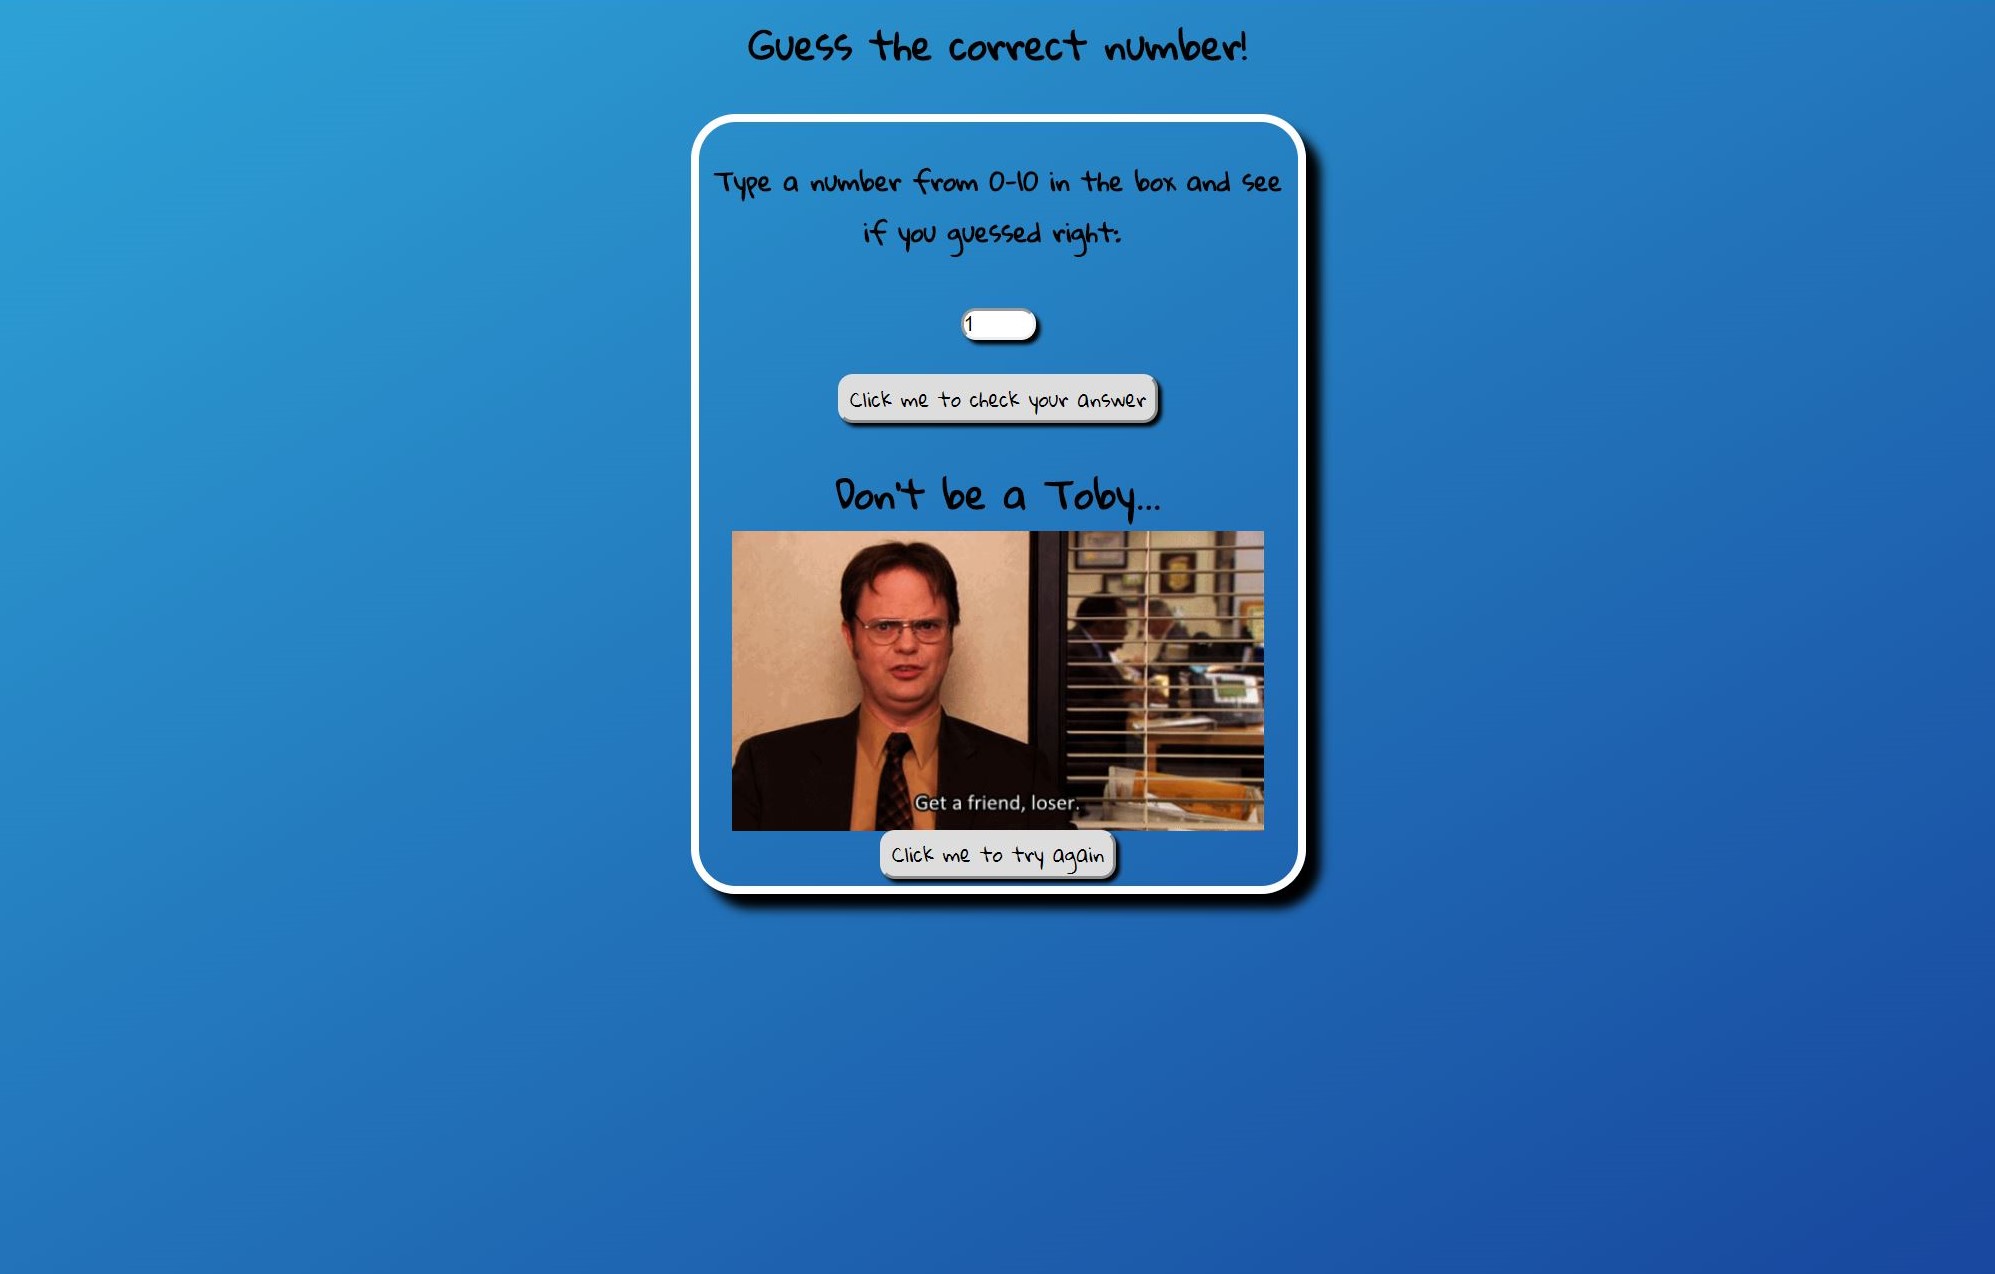 Guess the correct number!
Type a number from 0-10 in the box and see
if you guessed right:
1
Click me to check your answer
Don't be a Toby...
Get a friend, loser.
Click me to try again